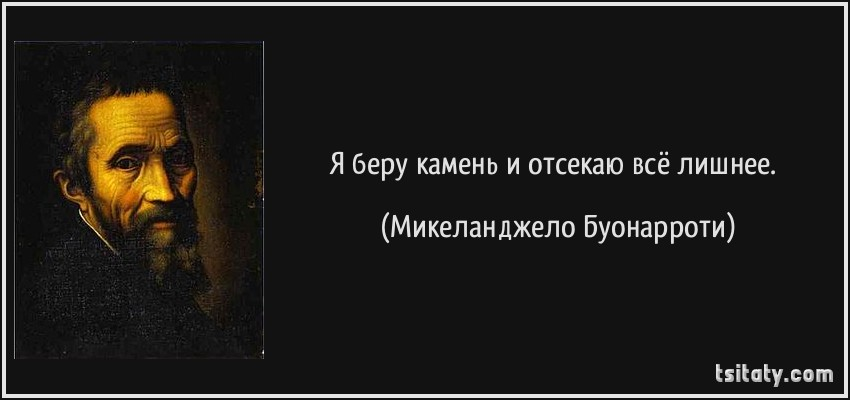 Я беру камень и отсекаю всё лишнее.
(Микеланджело Буонарроти)
tsitaty.com